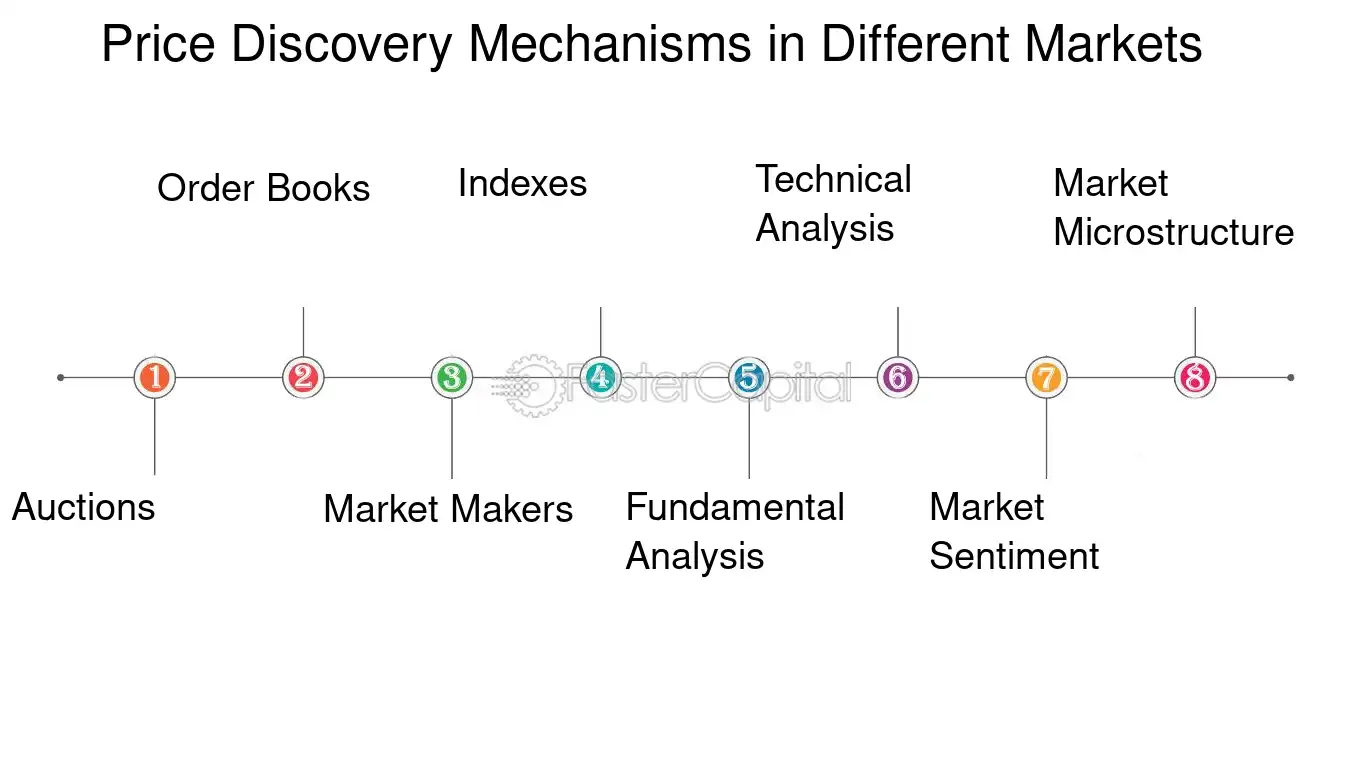 Price Discovery Mechanisms in Different Markets
Order Books
Indexes
Technical
Analysis
Market
Microstructure
1
2
3
4
5
6
7
8
FasterCapital
Auctions
Market Makers
Fundamental
Analysis
Market
Sentiment